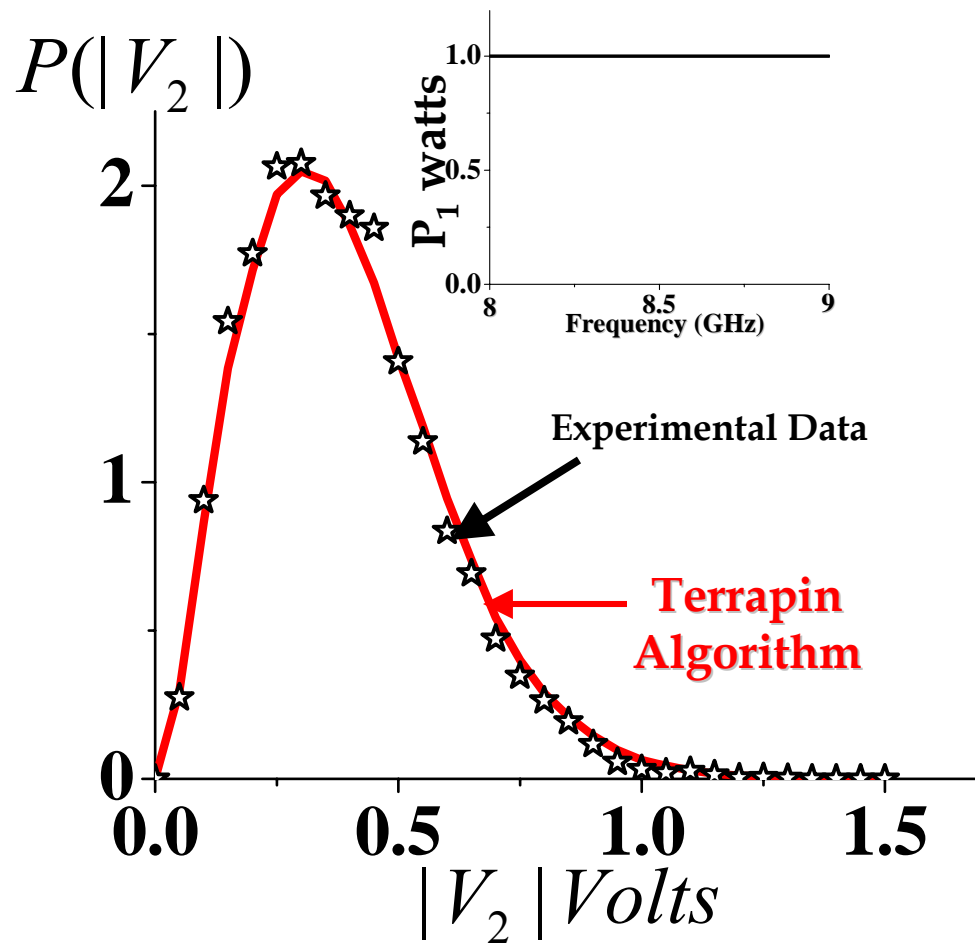 P(|V₂|)
2
1
0
0.0 0.5 1.0 1.5
|V₂| Volts
P₁ watts
1.0
0.5
0.0
8 8.5 9
Frequency (GHz)
Experimental Data
Terrapin
Algorithm